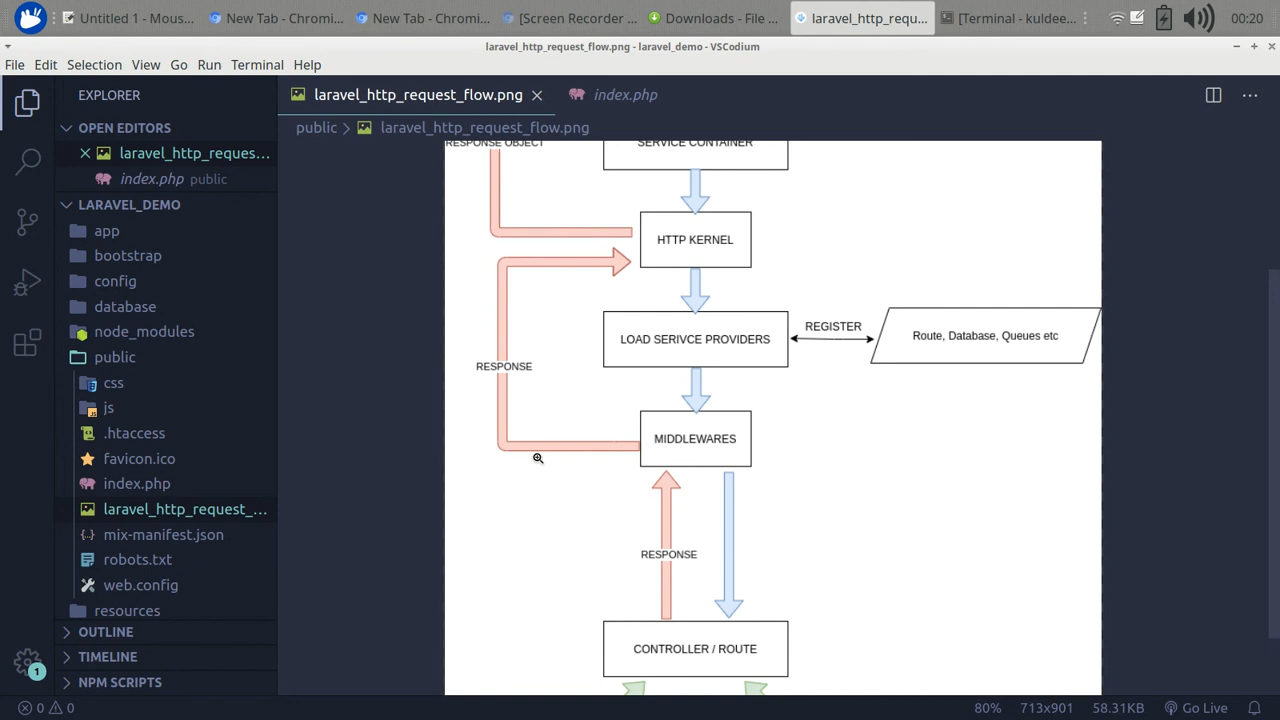 Untitled 1 - Mous...
New Tab - Chromi...
New Tab - Chromi...
[Screen Recorder ...
Downloads - File ...
laravel_http_requ...
[Terminal - kuldee...
00:20
laravel_http_request_flow.png - laravel_demo - VSCodium
File Edit Selection View Go Run Terminal Help
EXPLORER
laravel_http_request_flow.png
index.php
OPEN EDITORS
public > laravel_http_request_flow.png
laravel_http_reques...
index.php public
LARAVEL_DEMO
app
bootstrap
config
database
node_modules
public
css
js
.htaccess
favicon.ico
index.php
laravel_http_request_...
mix-manifest.json
robots.txt
web.config
resources
OUTLINE
TIMELINE
NPM SCRIPTS
RESPONSE OBJECT
SERVICE CONTAINER
HTTP KERNEL
LOAD SERIVCE PROVIDERS
REGISTER
Route, Database, Queues etc
RESPONSE
MIDDLEWARES
RESPONSE
CONTROLLER / ROUTE
1
0 0
80% 713x901 58.31KB Go Live